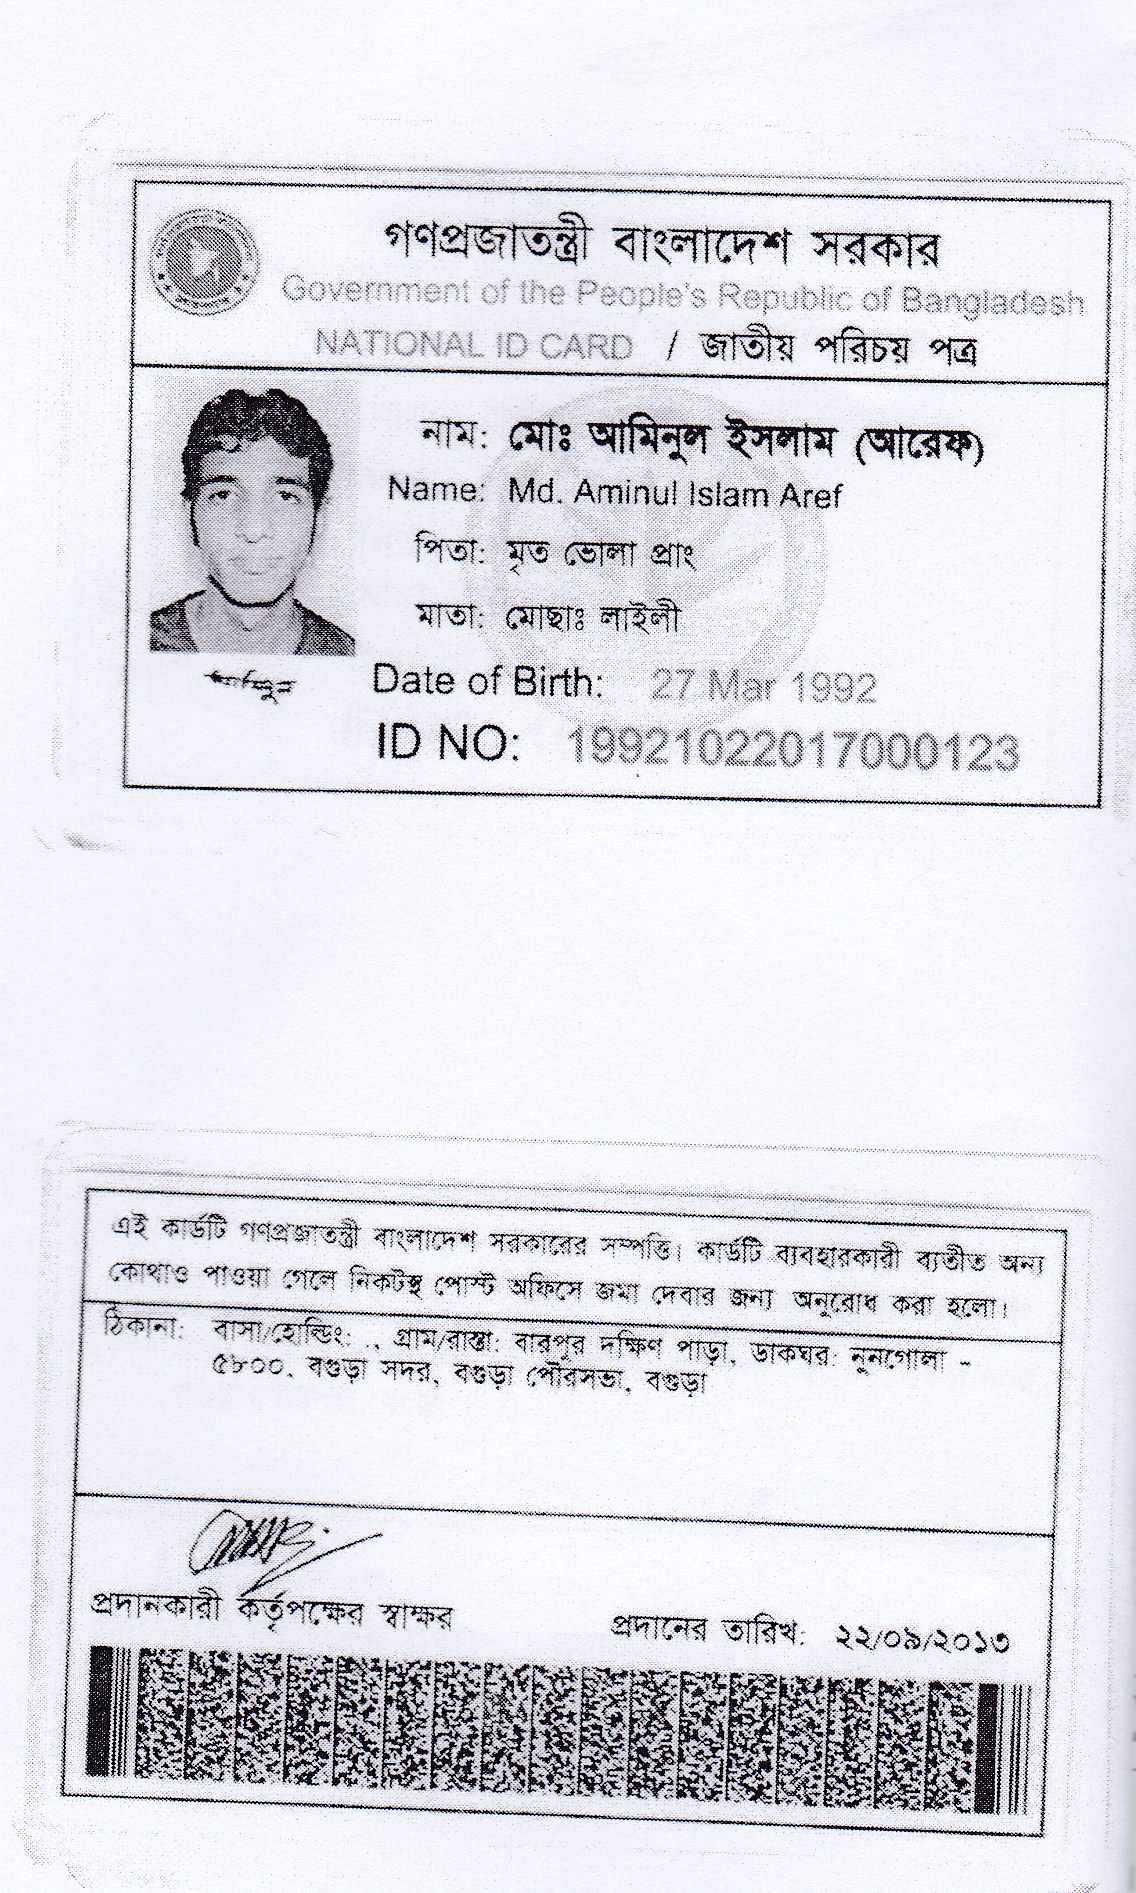 গণপ্রজাতন্ত্রী বাংলাদেশ সরকার
Government of the People's Republic of Bangladesh
NATIONAL ID CARD / জাতীয় পরিচয় পত্র
নাম: মোঃ আমিনুল ইসলাম (আরেফ)
Name: Md. Aminul Islam Aref
পিতা: মৃত ভোলা প্রাং
মাতা: মোছাঃ লাইলী
Date of Birth: 27 Mar 1992
ID NO: 19921022017000123
এই কার্ডটি গণপ্রজাতন্ত্রী বাংলাদেশ সরকারের সম্পত্তি। কার্ডটি ব্যবহারকারী ব্যতীত অন্য
কোথাও পাওয়া গেলে নিকটস্থ পোস্ট অফিসে জমা দেবার জন্য অনুরোধ করা হলো।
ঠিকানা: বাসা/হোল্ডিং: ., গ্রাম/রাস্তা: বারপুর দক্ষিণ পাড়া, ডাকঘর: নুনগোলা -
৫৮০০, বগুড়া সদর, বগুড়া পৌরসভা, বগুড়া
প্রদানকারী কর্তৃপক্ষের স্বাক্ষর প্রদানের তারিখ: ২২/০৯/২০১৩